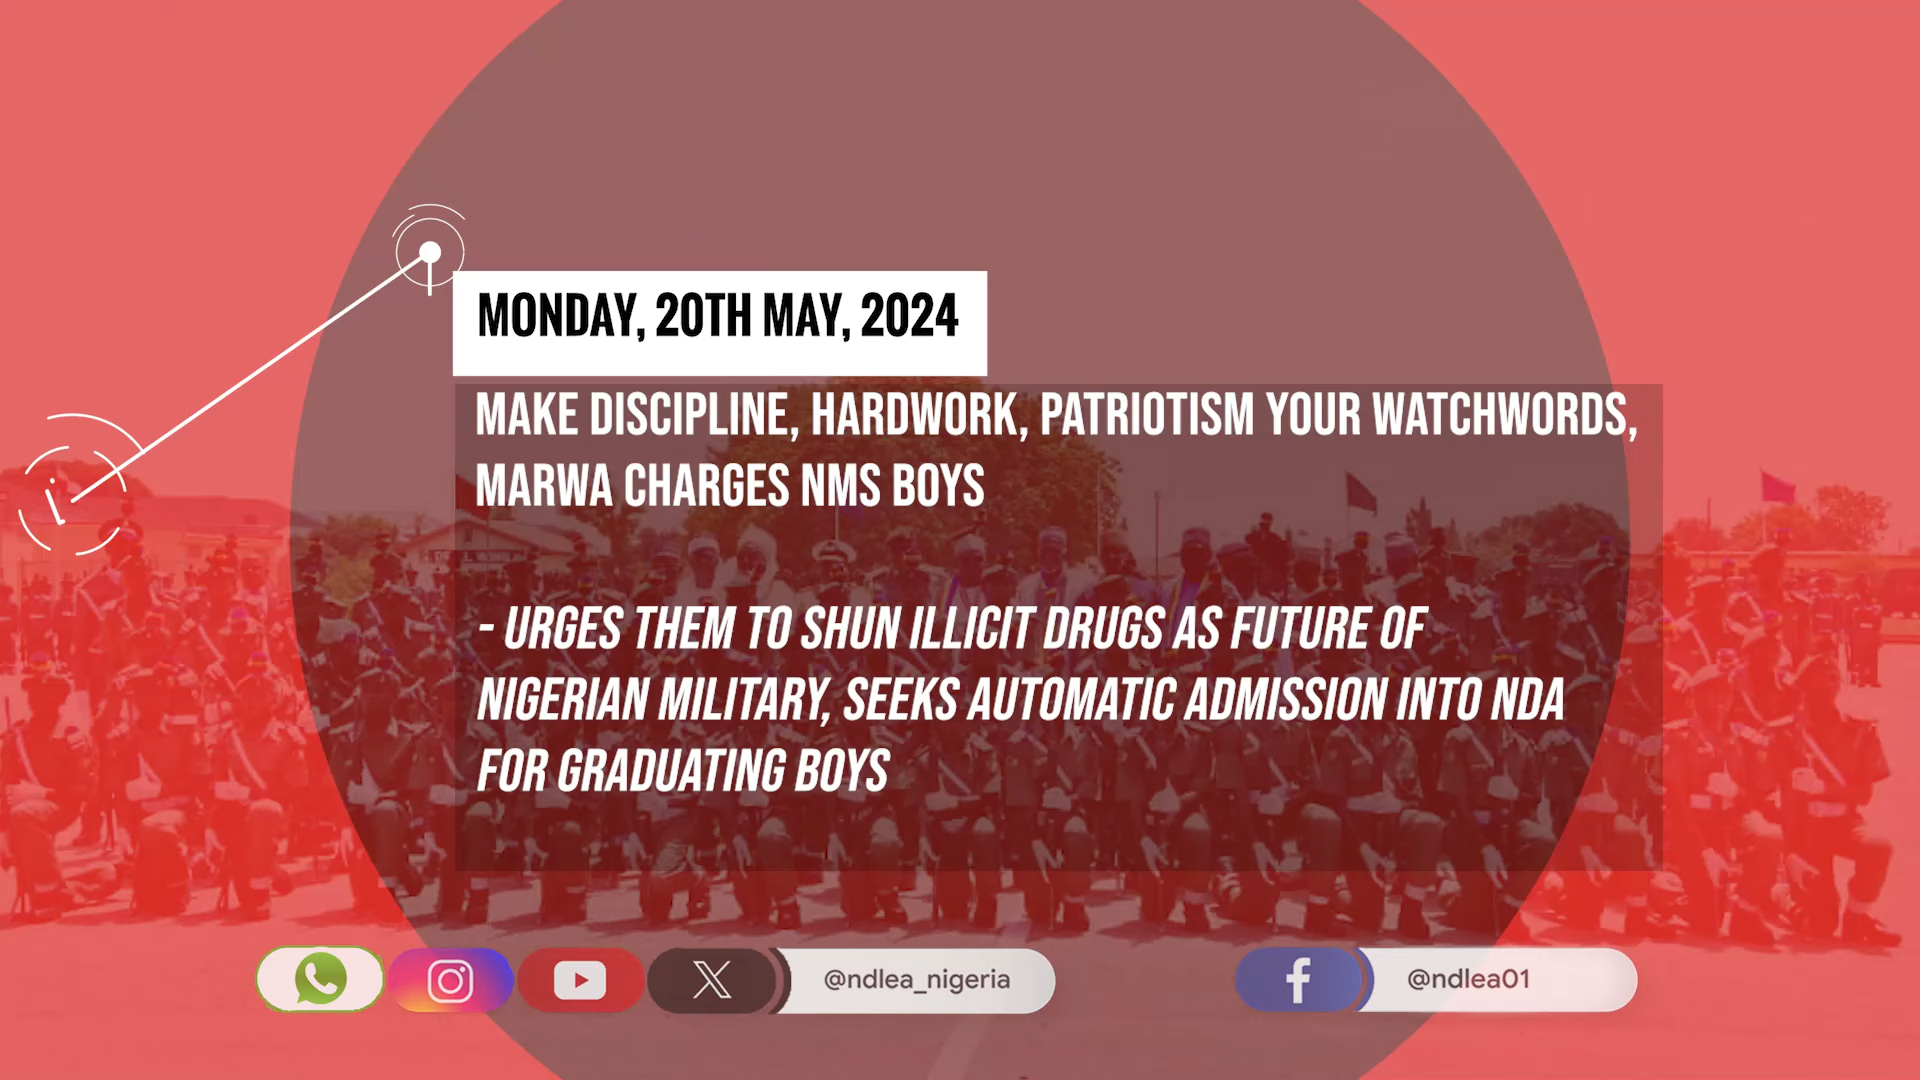 MONDAY, 20TH MAY, 2024
MAKE DISCIPLINE, HARDWORK, PATRIOTISM YOUR WATCHWORDS,
MARWA CHARGES NMS BOYS
- URGES THEM TO SHUN ILLICIT DRUGS AS FUTURE OF
NIGERIAN MILITARY, SEEKS AUTOMATIC ADMISSION INTO NDA
FOR GRADUATING BOYS
@ndlea_nigeria
@ndlea01